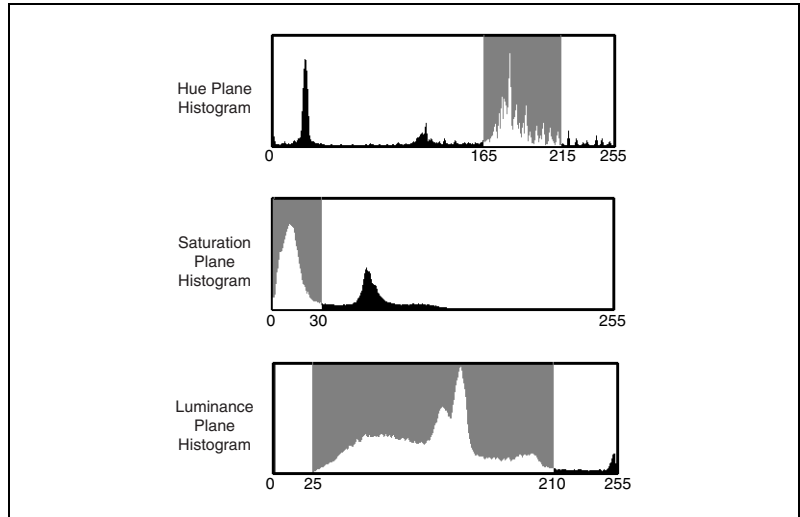 Hue Plane
Histogram
0 165 215 255
Saturation
Plane
Histogram
0 30 255
Luminance
Plane
Histogram
0 25 210 255